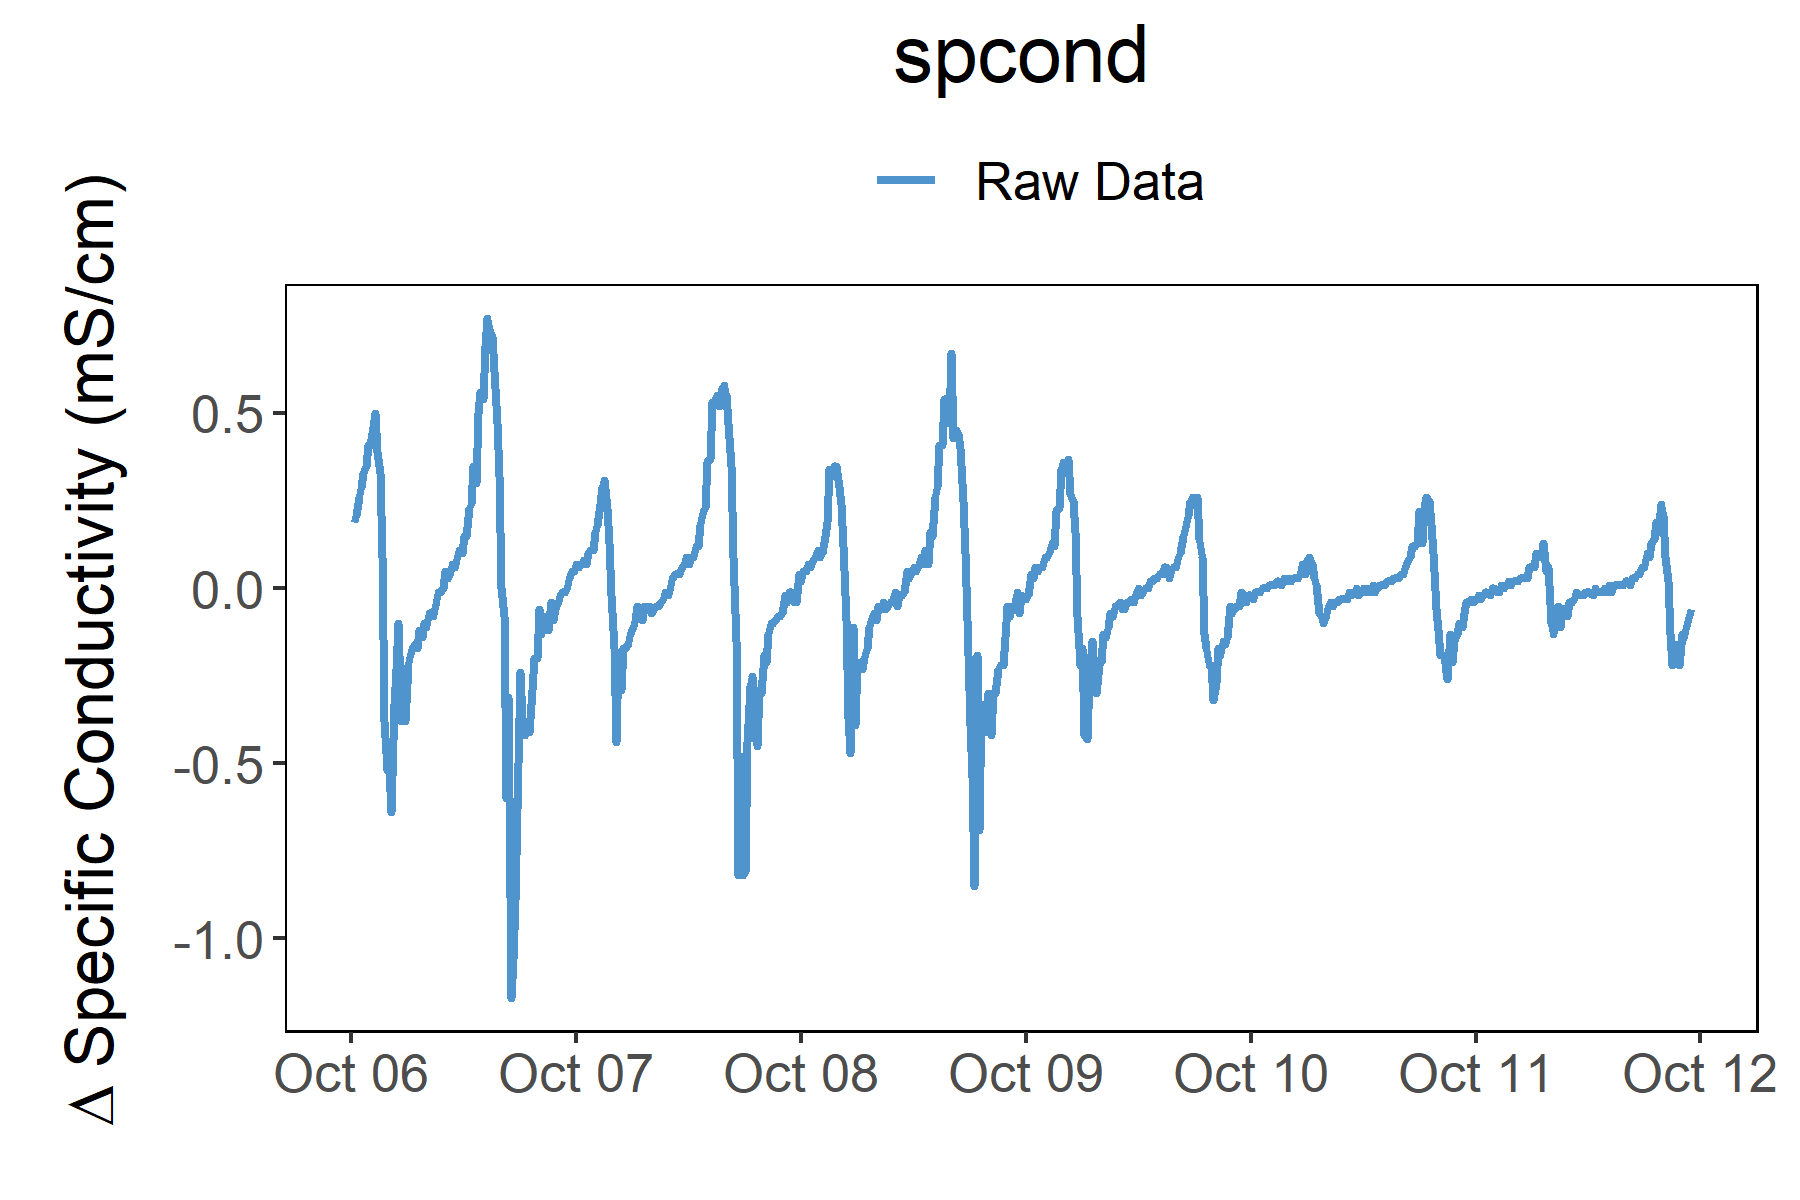 spcond
Raw Data
Δ Specific Conductivity (mS/cm)
0.5
0.0
-0.5
-1.0
Oct 06 Oct 07 Oct 08 Oct 09 Oct 10 Oct 11 Oct 12